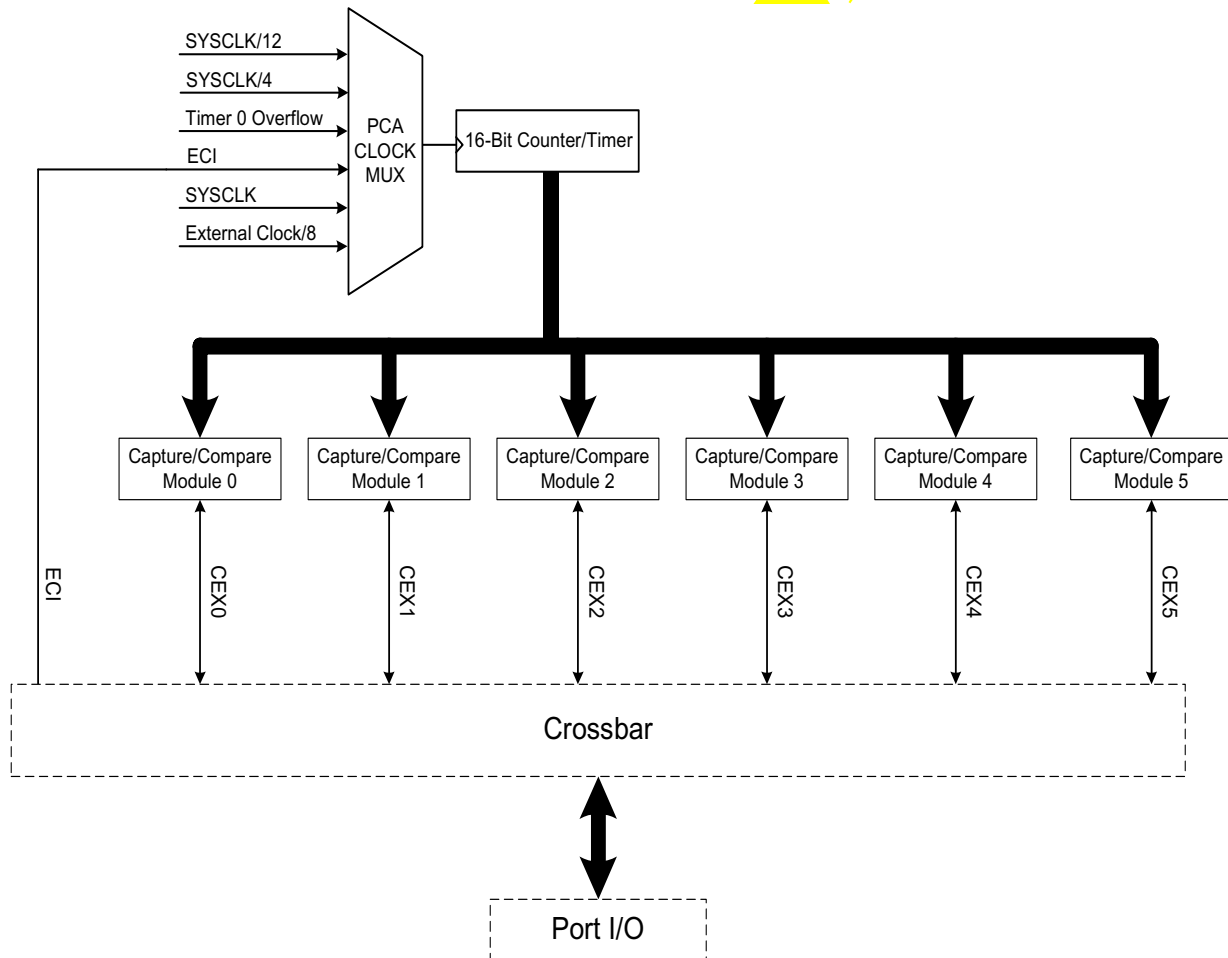 SYSCLK/12
SYSCLK/4
Timer 0 Overflow
ECI
SYSCLK
External Clock/8
PCA
CLOCK
MUX
16-Bit Counter/Timer
Capture/Compare
Module 0
Capture/Compare
Module 1
Capture/Compare
Module 2
Capture/Compare
Module 3
Capture/Compare
Module 4
Capture/Compare
Module 5
ECI
CEX0
CEX1
CEX2
CEX3
CEX4
CEX5
Crossbar
Port I/O